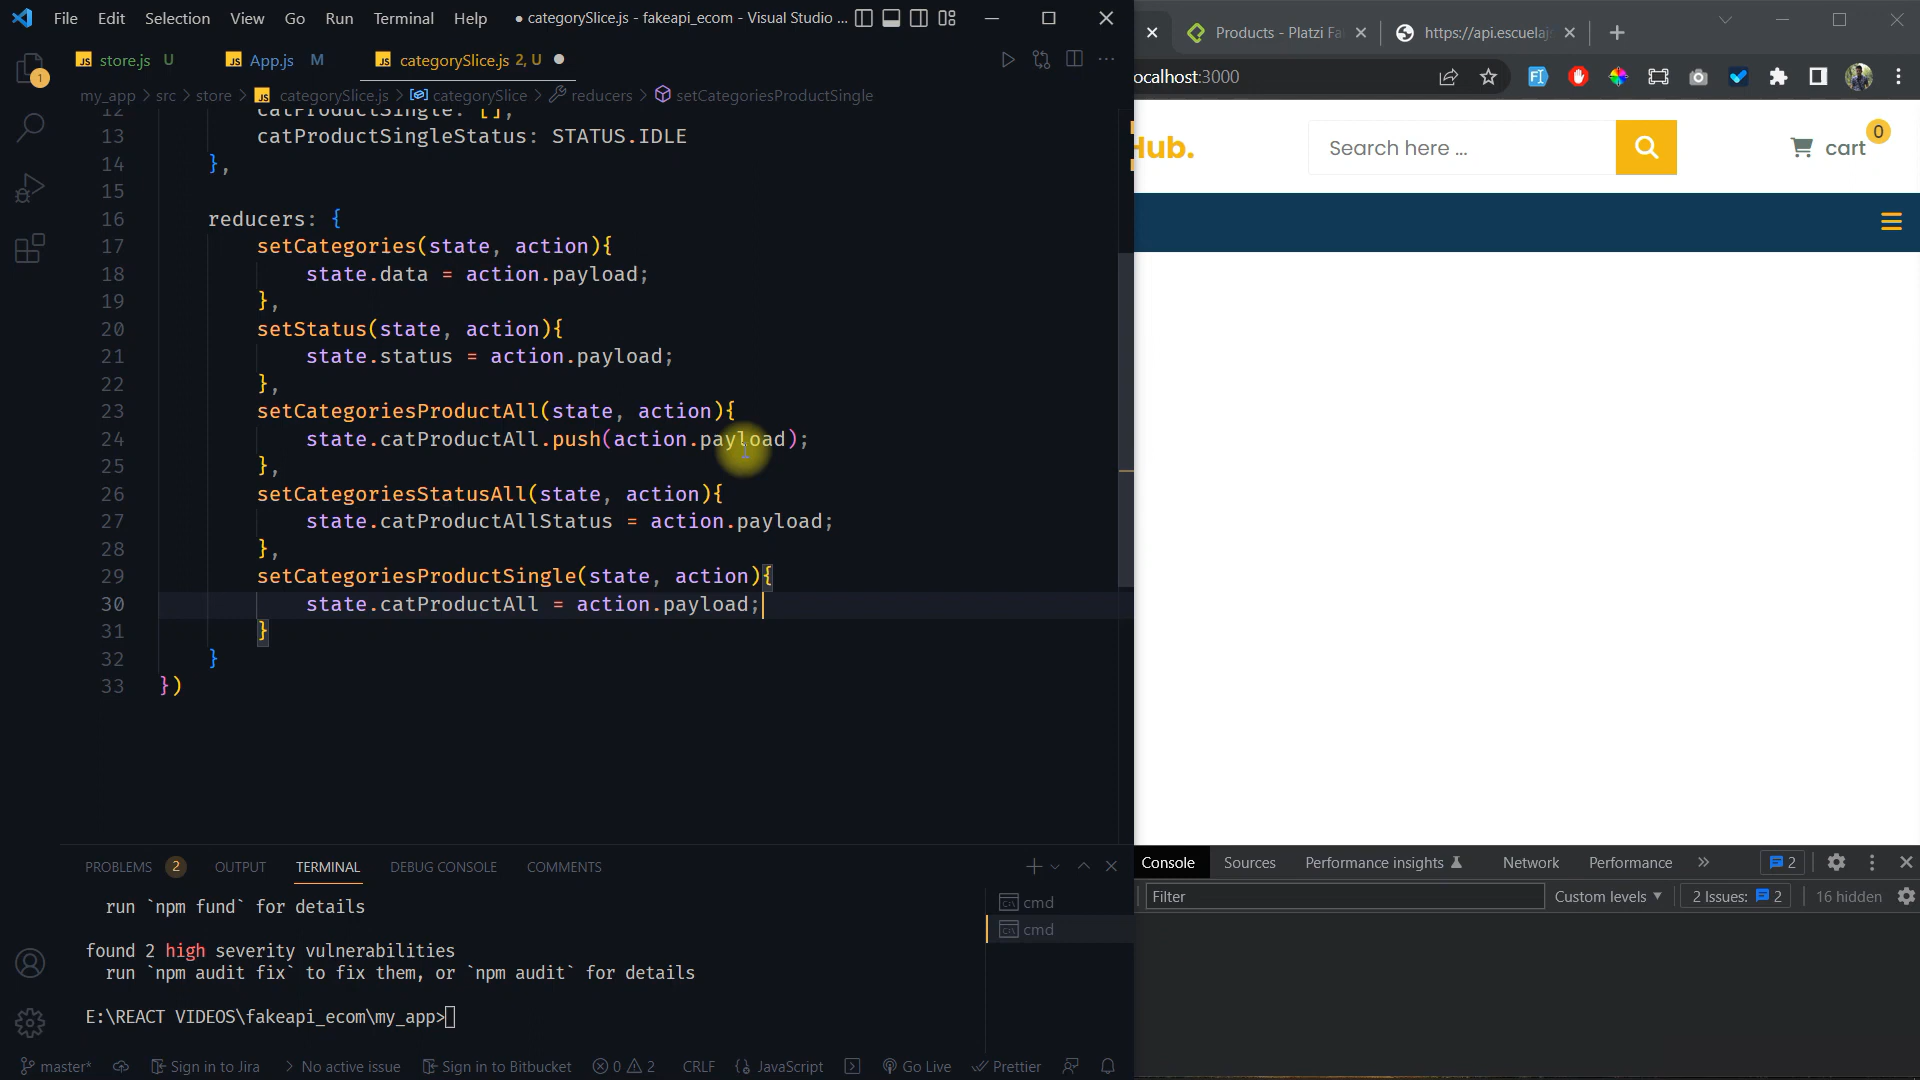 File Edit Selection View Go Run Terminal Help ● categorySlice.js - fakeapi_ecom - Visual Studio ...
store.js U App.js M categorySlice.js 2, U
my_app > src > store > categorySlice.js > categorySlice > reducers > setCategoriesProductSingle
12 catProductSingle: [],
13 catProductSingleStatus: STATUS.IDLE
14 },
15
16 reducers: {
17 setCategories(state, action){
18 state.data = action.payload;
19 },
20 setStatus(state, action){
21 state.status = action.payload;
22 },
23 setCategoriesProductAll(state, action){
24 state.catProductAll.push(action.payload);
25 },
26 setCategoriesStatusAll(state, action){
27 state.catProductAllStatus = action.payload;
28 },
29 setCategoriesProductSingle(state, action){
30 state.catProductAll = action.payload;
31 }
32 }
33 })
1
PROBLEMS 2 OUTPUT TERMINAL DEBUG CONSOLE COMMENTS
run `npm fund` for details
found 2 high severity vulnerabilities
run `npm audit fix` to fix them, or `npm audit` for details
E:\REACT VIDEOS\fakeapi_ecom\my_app>
cmd
cmd
master* Sign in to Jira No active issue Sign in to Bitbucket 0 2 CRLF JavaScript Go Live Prettier
Products - Platzi Fa https://api.escuelajs
ocalhost:3000
Hub. Search here ... cart 0
Console Sources Performance insights Network Performance » 2
Filter Custom levels 2 Issues: 2 16 hidden